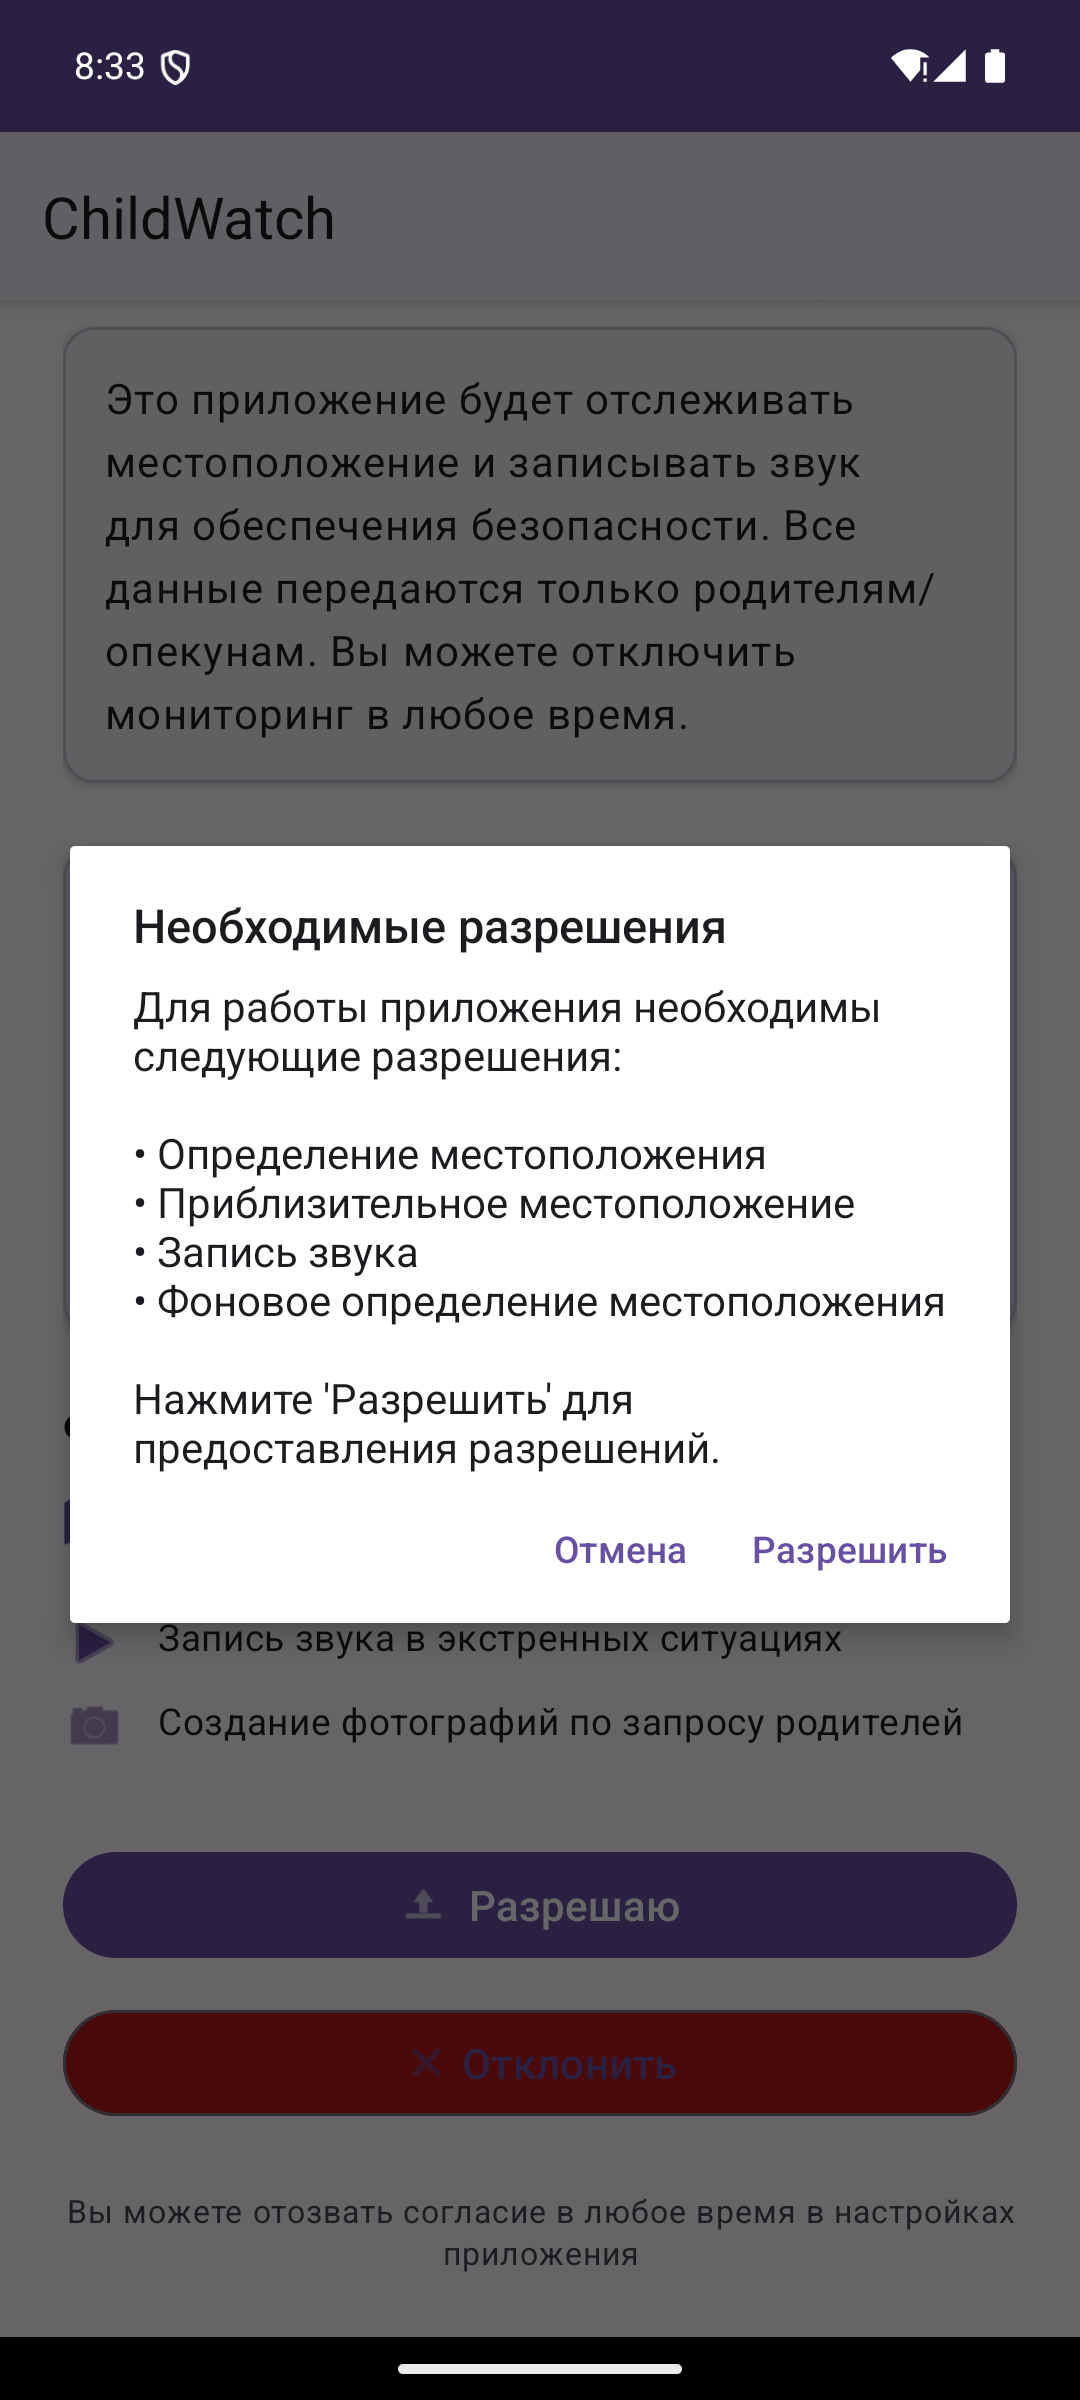 8:33
ChildWatch
Это приложение будет отслеживать
местоположение и записывать звук
для обеспечения безопасности. Все
данные передаются только родителям/
опекунам. Вы можете отключить
мониторинг в любое время.
Необходимые разрешения
Для работы приложения необходимы
следующие разрешения:
• Определение местоположения
• Приблизительное местоположение
• Запись звука
• Фоновое определение местоположения
Нажмите 'Разрешить' для
предоставления разрешений.
Отмена Разрешить
Запись звука в экстренных ситуациях
Создание фотографий по запросу родителей
Разрешаю
Отклонить
Вы можете отозвать согласие в любое время в настройках
приложения